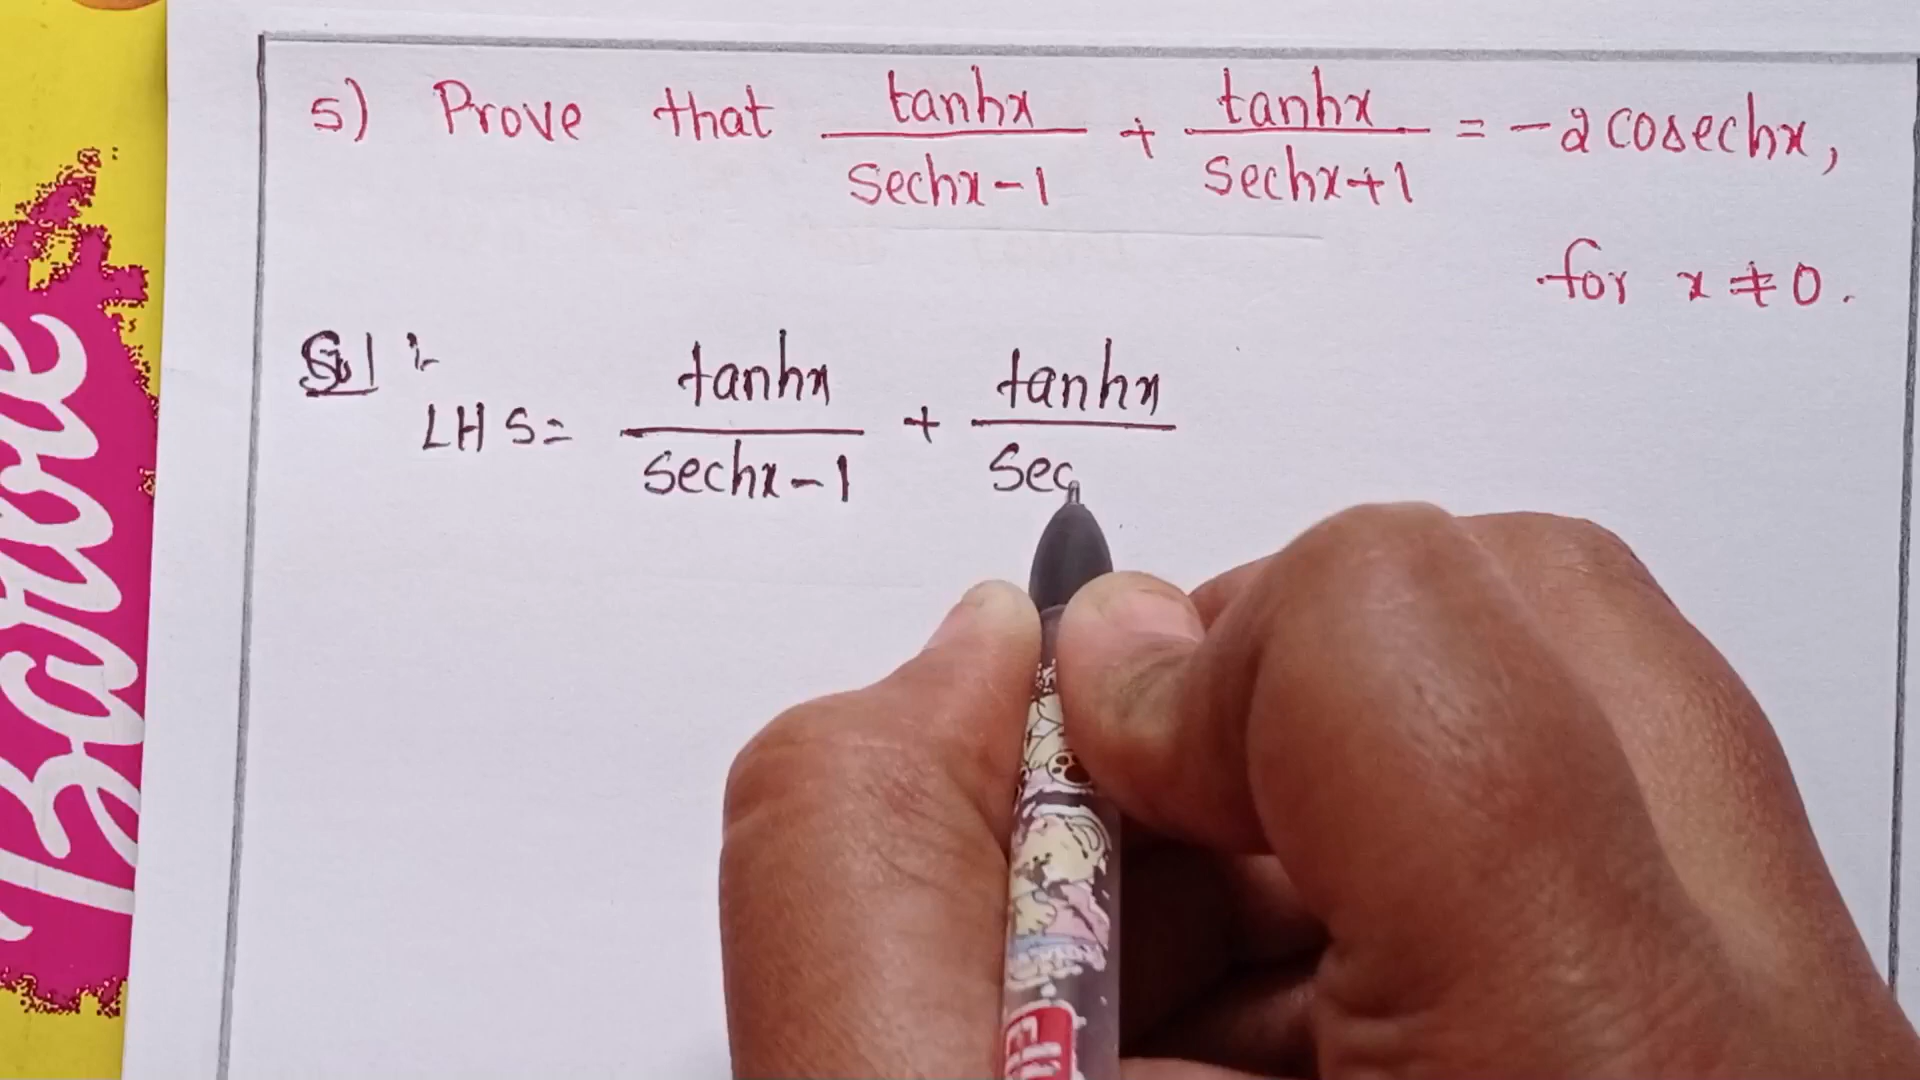 5) Prove that tanhx/sechx-1 + tanhx/sechx+1 = -2cosechx,
for x ≠ 0.
Sol :-
LHS = tanhx/sechx-1 + tanhx/sec
Barone